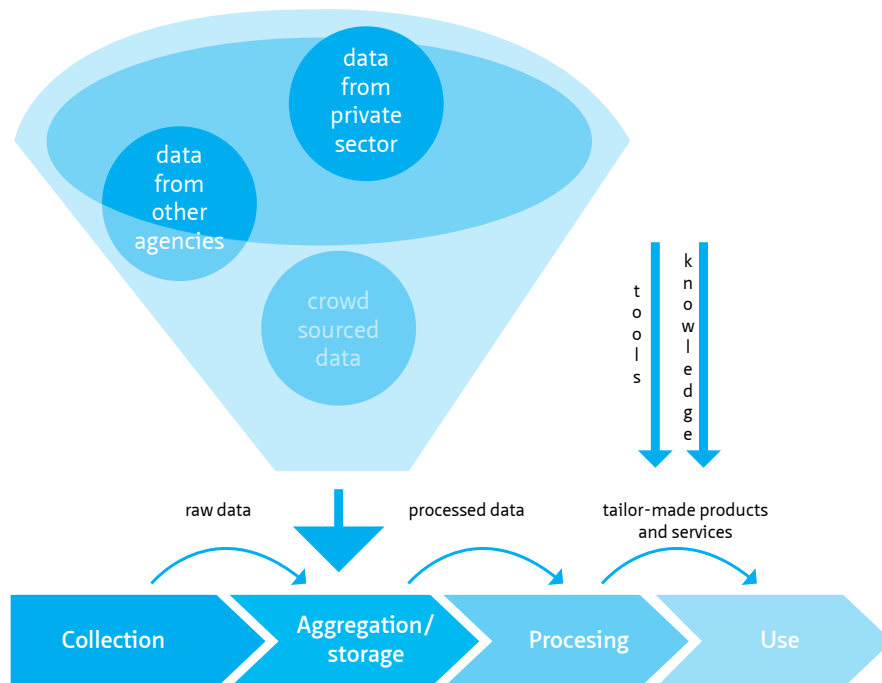 data
from
private
sector
data
from
other
agencies
crowd
sourced
data
tools
knowledge
raw data
processed data
tailor-made products
and services
Collection
Aggregation/
storage
Procesing
Use